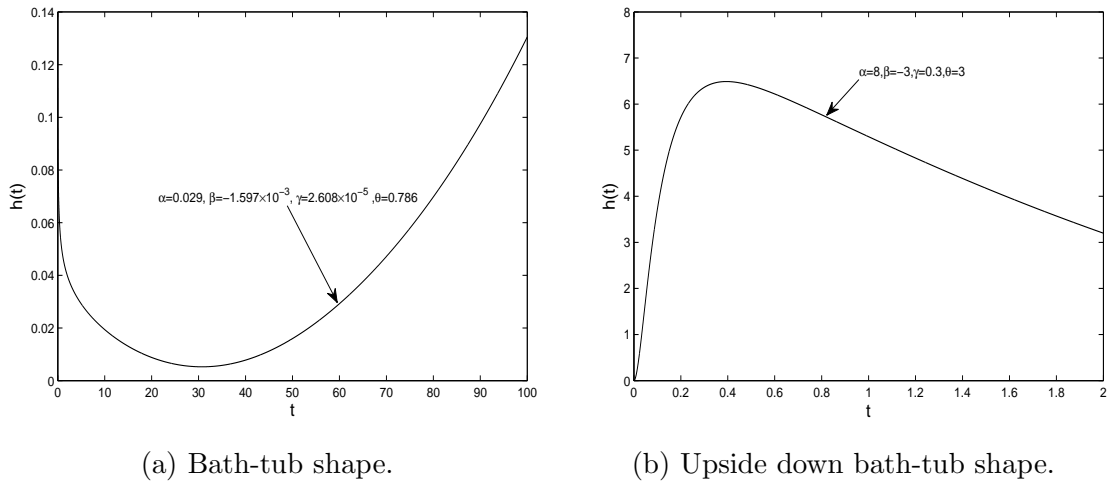 0.14
0.12
0.1
0.08
0.06
0.04
0.02
0
h(t)
α=0.029, β=−1.597×10⁻³, γ=2.608×10⁻⁵ ,θ=0.786
0 10 20 30 40 50 60 70 80 90 100
t
(a) Bath-tub shape.
8
7
6
5
4
3
2
1
0
h(t)
α=8,β=−3,γ=0.3,θ=3
0 0.2 0.4 0.6 0.8 1 1.2 1.4 1.6 1.8 2
t
(b) Upside down bath-tub shape.